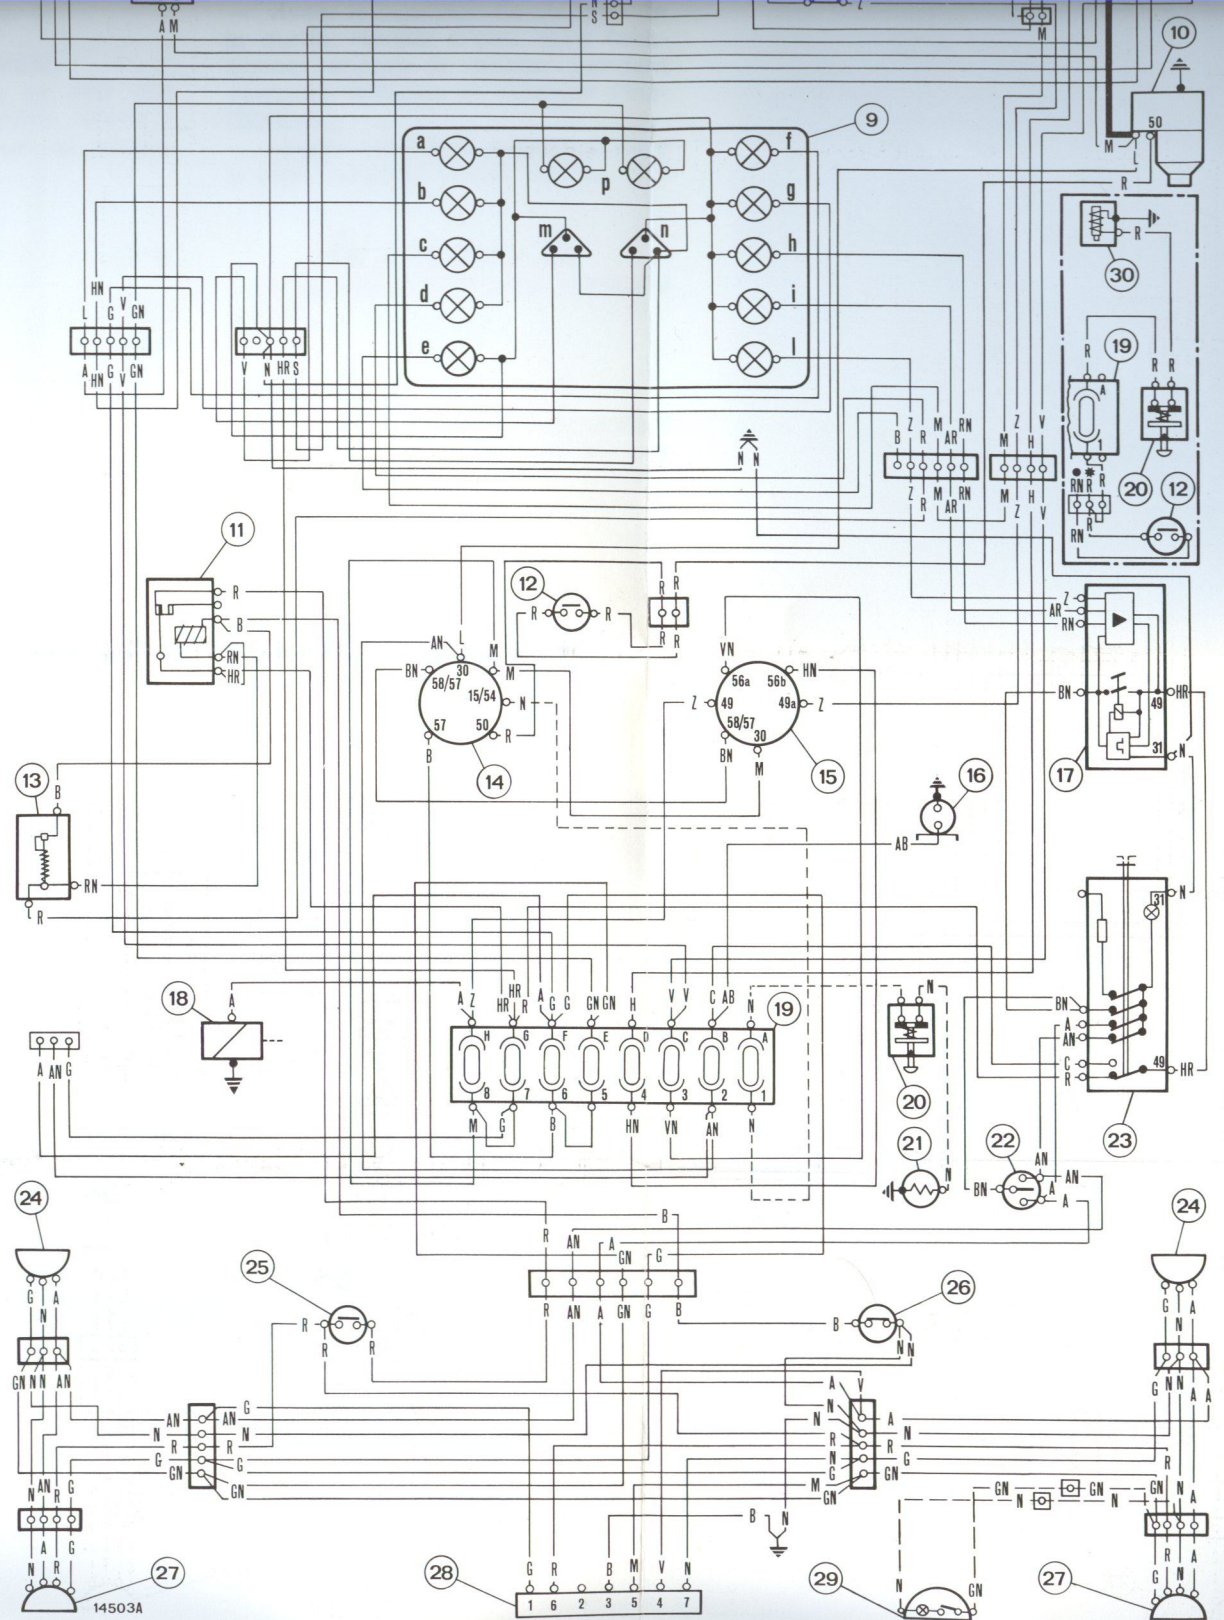 A M
N
S
Z
M
10
9
50
M
L
R
a
b
c
d
e
p
m
n
f
g
h
i
l
R
30
L HN G V GN
A HN G V GN
V N HR S
N N
B Z R M AR RN
Z R M AR RN
M Z H V
M Z H V
R
R R
19
A
1
20
12
RN R R
RN R
11
R
B
RN
HR
12
R R
R R
R R
13
B
RN
R
AN L M
BN
30
58/57
15/54
57
50
M
N
R
B
14
VN
HN
56a 56b
Z 49 49a Z
58/57
30
BN
M
15
16
AB
Z
AR
RN
BN
HR
49
31
N
17
N
31
BN
A
AN
C
R
49
HR
23
18
A
A Z HR HR R A G G GN GN H V V C AB N
19
H G F E D C B A
8 7 6 5 4 3 2 1
M G B HN VN AN N
A AN G
N
20
21
N
22
BN
AN
AN
A
A
24
G N A
GN N N AN
N AN R G
N A R G
27
14503A
25
R
R
R
B
R AN A GN G B
R AN A GN G B
26
B
N N
AN
N
R
G
GN
G
AN
N
R
G
GN
A
V
N
N
R
N
G
M
GN
A
N
R
G
GN
B
N
28
G R B M V N
1 6 2 3 5 4 7
24
G N A
G N N A
R
GN GN GN
N N
N A
G R N A
29
N
GN
27